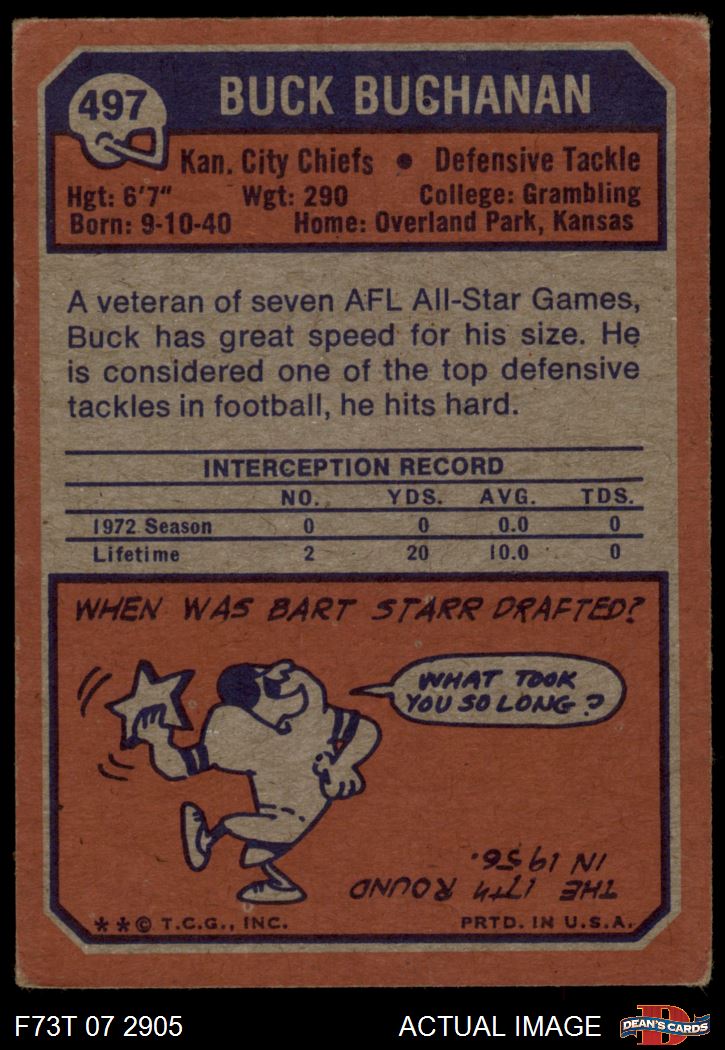 497
BUCK BUCHANAN
Kan. City Chiefs • Defensive Tackle
Hgt: 6'7" Wgt: 290 College: Grambling
Born: 9-10-40 Home: Overland Park, Kansas
A veteran of seven AFL All-Star Games,
Buck has great speed for his size. He
is considered one of the top defensive
tackles in football, he hits hard.
INTERCEPTION RECORD
NO. YDS. AVG. TDS.
1972 Season 0 0 0.0 0
Lifetime 2 20 10.0 0
WHEN WAS BART STARR DRAFTED?
WHAT TOOK
YOU SO LONG?
THE 17TH ROUND
IN 1956.
**© T.C.G., INC. PRTD. IN U.S.A.
F73T 07 2905 ACTUAL IMAGE
D
DEAN'S CARDS